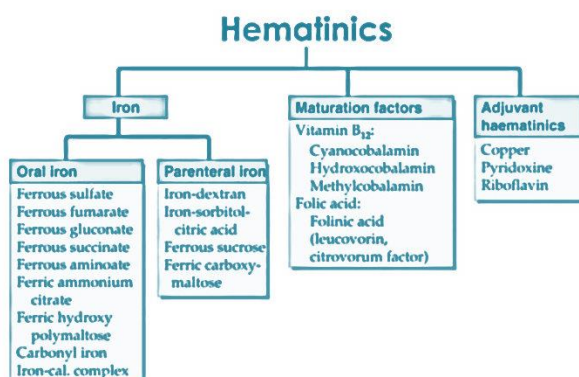 Hematinics
Iron
Maturation factors
Adjuvant
haematinics
Oral iron
Ferrous sulfate
Ferrous fumarate
Ferrous gluconate
Ferrous succinate
Ferrous aminoate
Ferric ammonium
citrate
Ferric hydroxy
polymaltose
Carbonyl iron
Iron-cal. complex
Parenteral iron
Iron-dextran
Iron-sorbitol-
citric acid
Ferrous sucrose
Ferric carboxy-
maltose
Vitamin B₁₂:
Cyanocobalamin
Hydroxocobalamin
Methylcobalamin
Folic acid:
Folinic acid
(leucovorin,
citrovorum factor)
Copper
Pyridoxine
Riboflavin